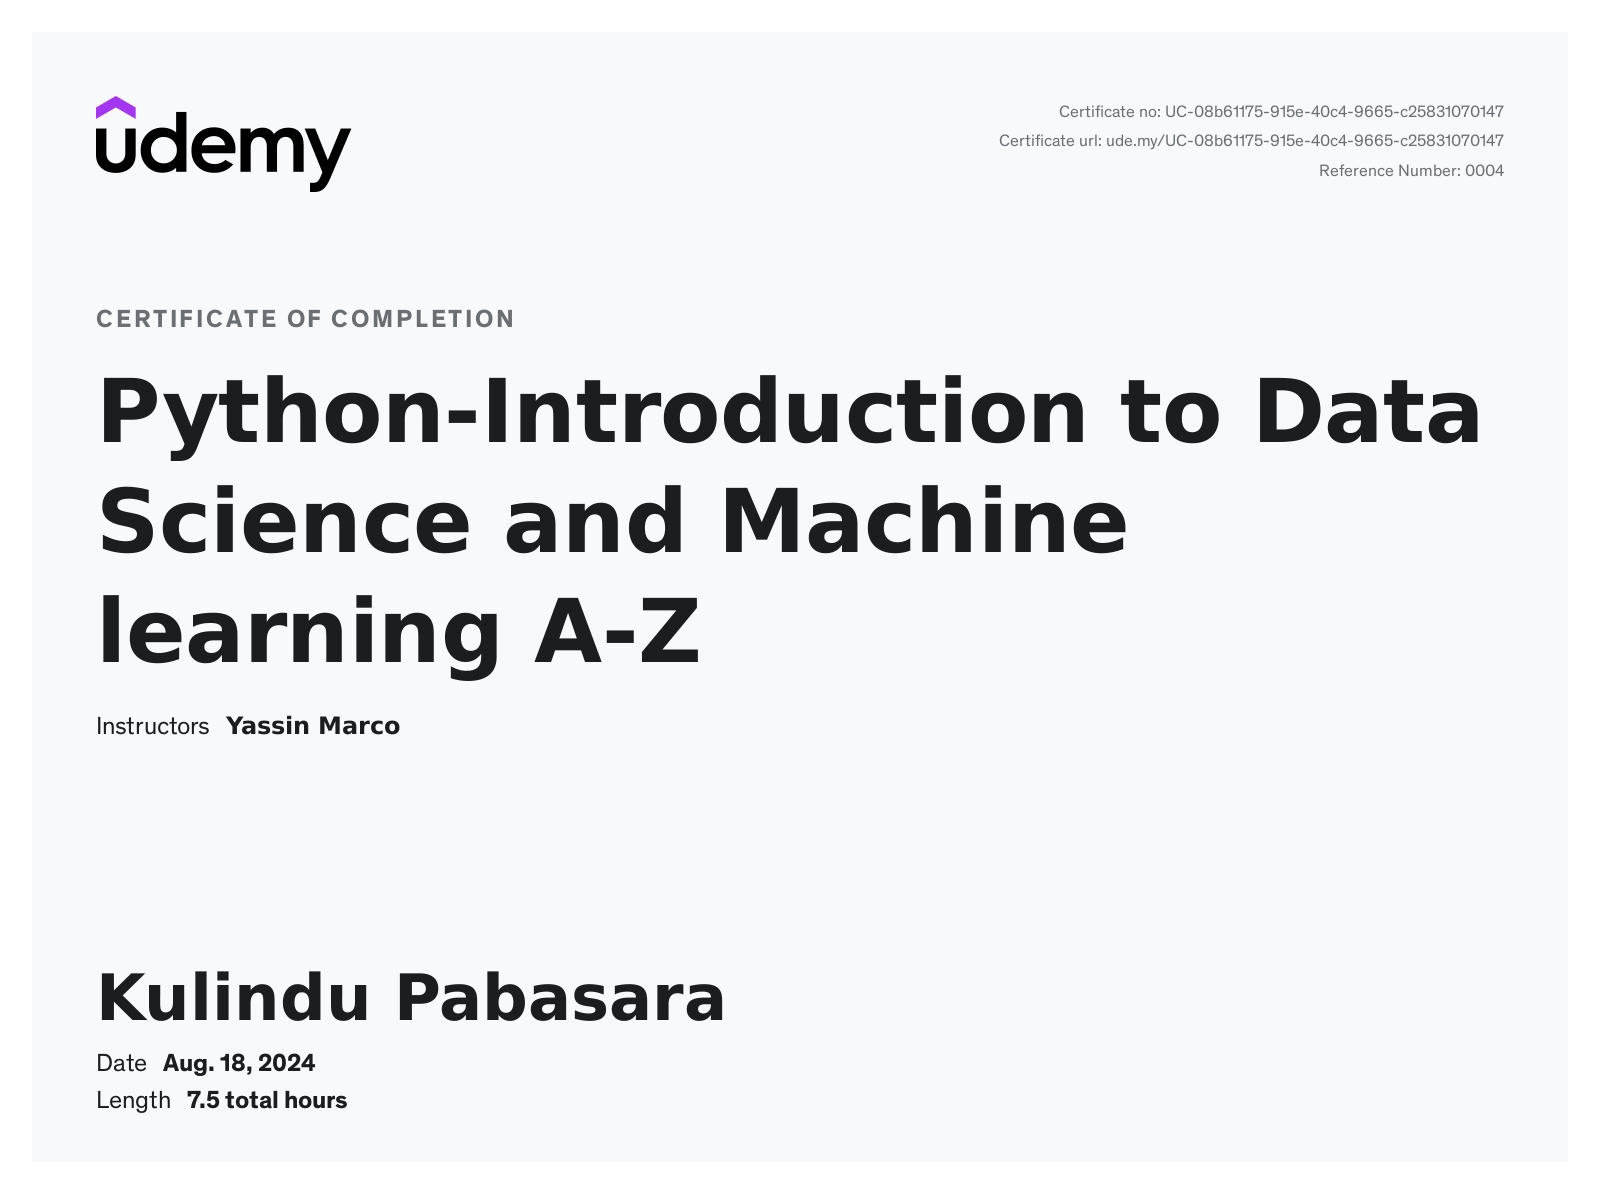 udemy
Certificate no: UC-08b61175-915e-40c4-9665-c25831070147
Certificate url: ude.my/UC-08b61175-915e-40c4-9665-c25831070147
Reference Number: 0004
CERTIFICATE OF COMPLETION
Python-Introduction to Data
Science and Machine
learning A-Z
Instructors Yassin Marco
Kulindu Pabasara
Date Aug. 18, 2024
Length 7.5 total hours